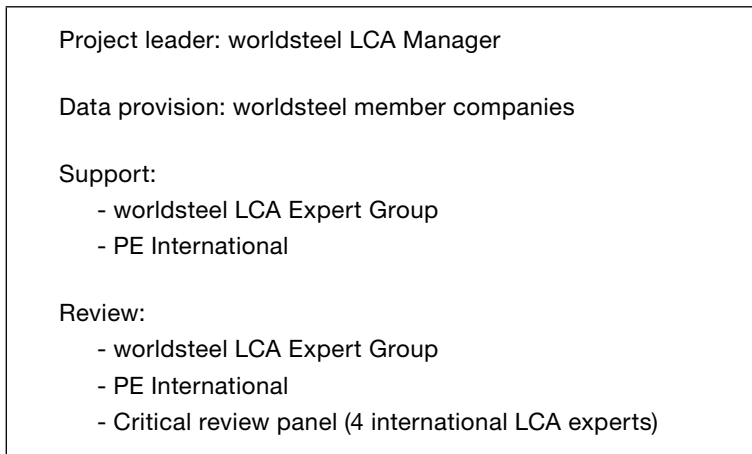 Project leader: worldsteel LCA Manager
Data provision: worldsteel member companies
Support:
- worldsteel LCA Expert Group
- PE International
Review:
- worldsteel LCA Expert Group
- PE International
- Critical review panel (4 international LCA experts)